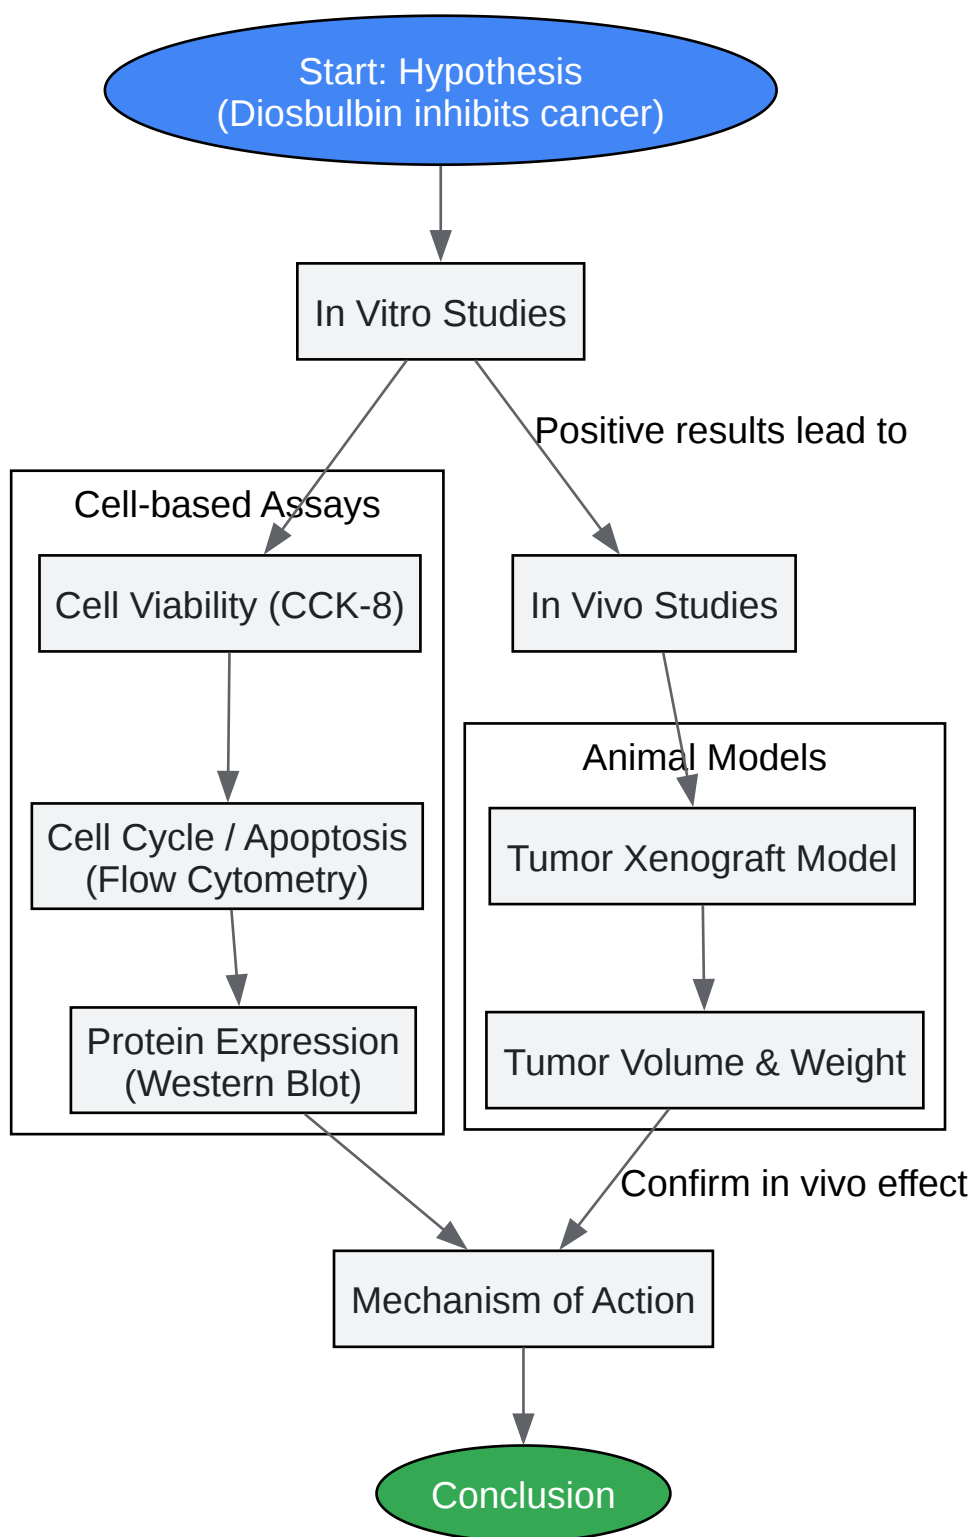 Start: Hypothesis
(Diosbulbin inhibits cancer)
In Vitro Studies
Positive results lead to
Cell-based Assays
Cell Viability (CCK-8)
In Vivo Studies
Animal Models
Cell Cycle / Apoptosis
(Flow Cytometry)
Tumor Xenograft Model
Protein Expression
(Western Blot)
Tumor Volume & Weight
Confirm in vivo effect
Mechanism of Action
Conclusion